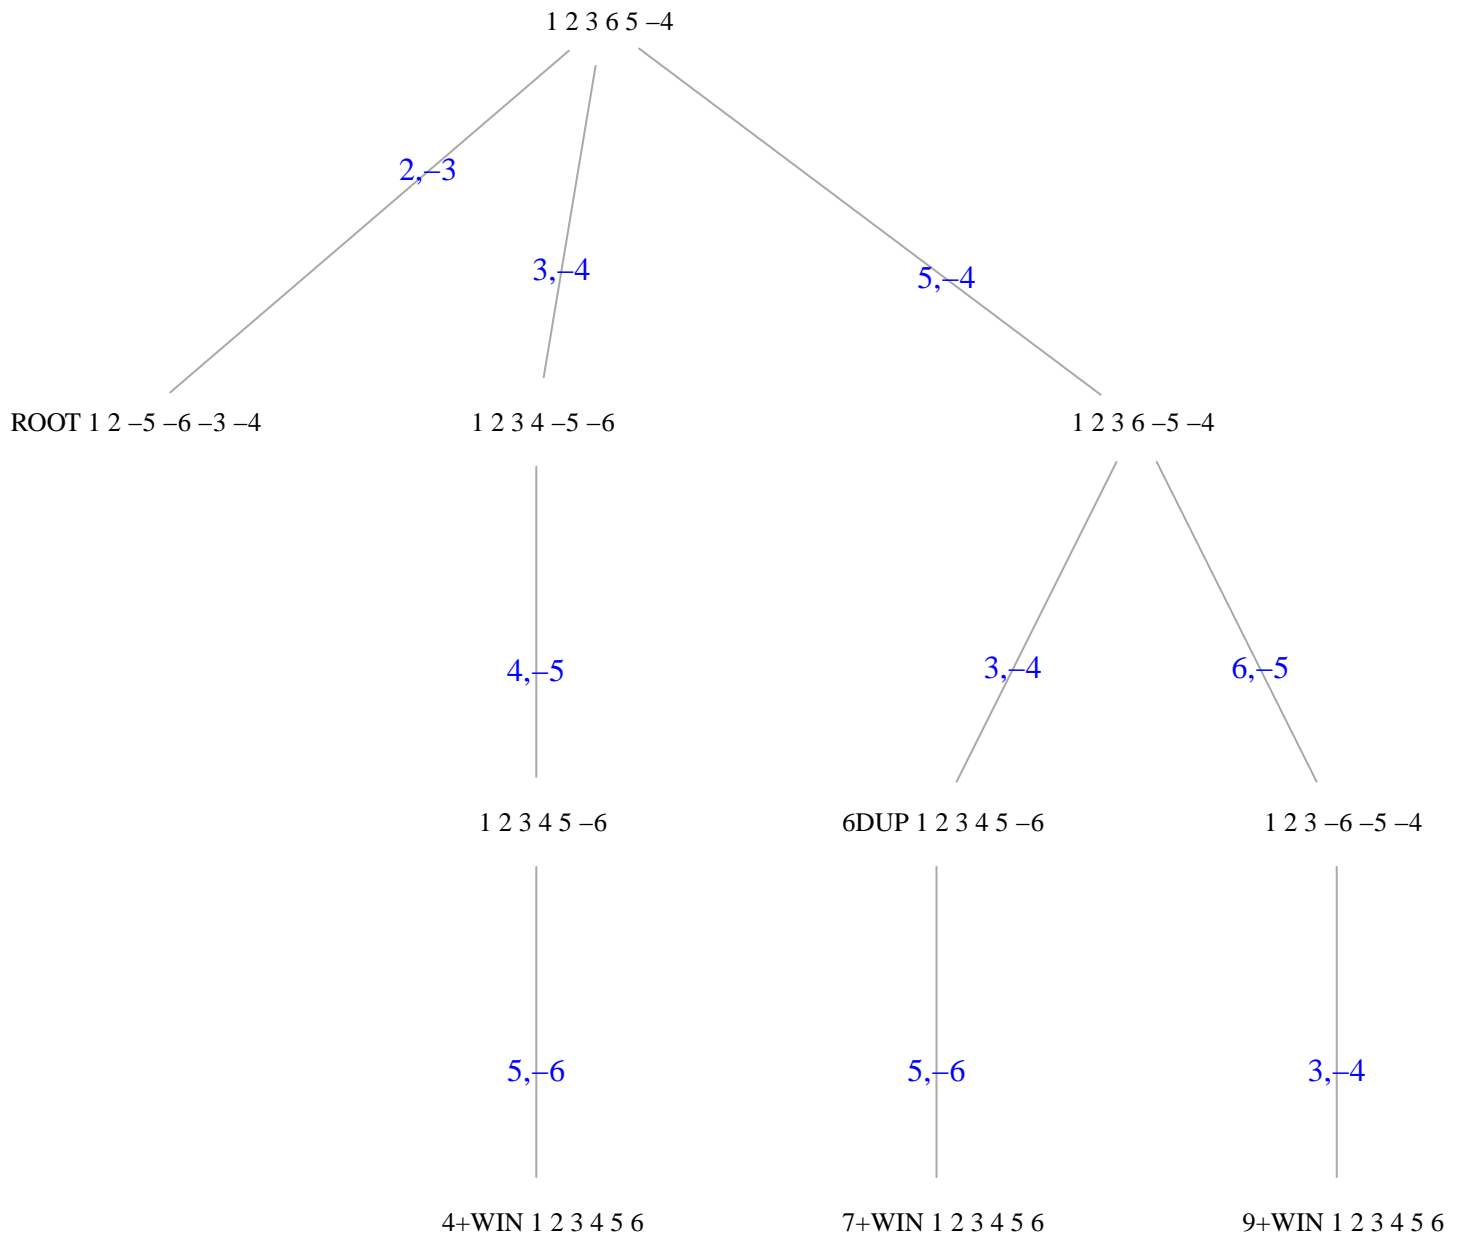 1 2 3 6 5 –4
2,–3
3,–4
5,–4
ROOT 1 2 –5 –6 –3 –4
1 2 3 4 –5 –6
1 2 3 6 –5 –4
4,–5
3,–4
6,–5
1 2 3 4 5 –6
6DUP 1 2 3 4 5 –6
1 2 3 –6 –5 –4
5,–6
5,–6
3,–4
4+WIN 1 2 3 4 5 6
7+WIN 1 2 3 4 5 6
9+WIN 1 2 3 4 5 6